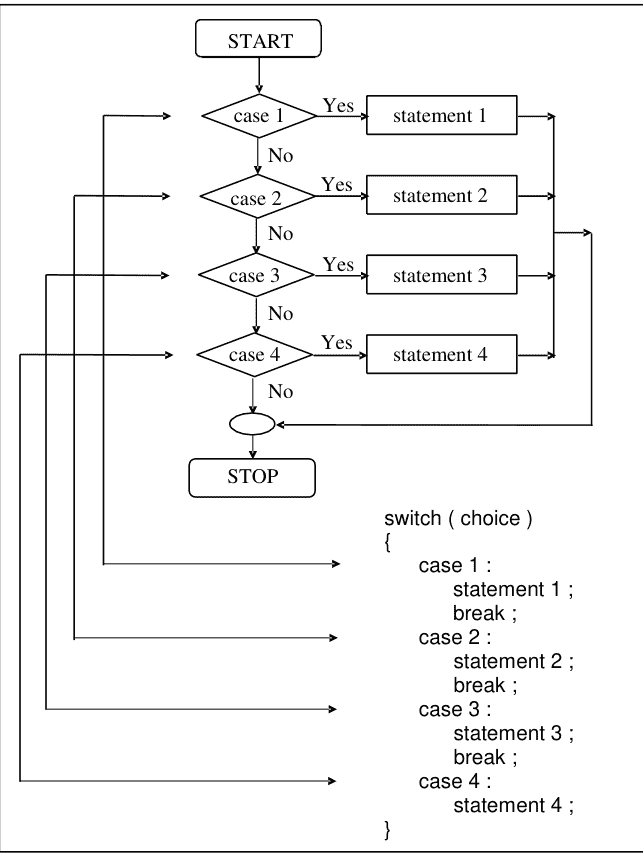 START
case 1
Yes
statement 1
No
case 2
Yes
statement 2
No
case 3
Yes
statement 3
No
case 4
Yes
statement 4
No
STOP
switch ( choice )
{
case 1 :
statement 1 ;
break ;
case 2 :
statement 2 ;
break ;
case 3 :
statement 3 ;
break ;
case 4 :
statement 4 ;
}